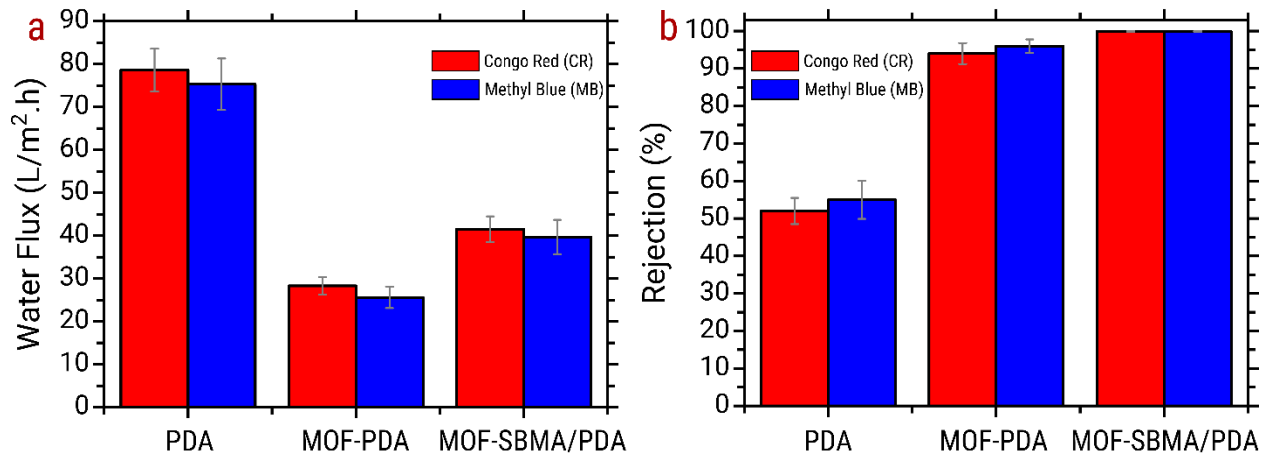 a
Water Flux (L/m².h)
90
80
70
60
50
40
30
20
10
0
Congo Red (CR)
Methyl Blue (MB)
PDA
MOF-PDA
MOF-SBMA/PDA
b
Rejection (%)
100
90
80
70
60
50
40
30
20
10
0
Congo Red (CR)
Methyl Blue (MB)
PDA
MOF-PDA
MOF-SBMA/PDA